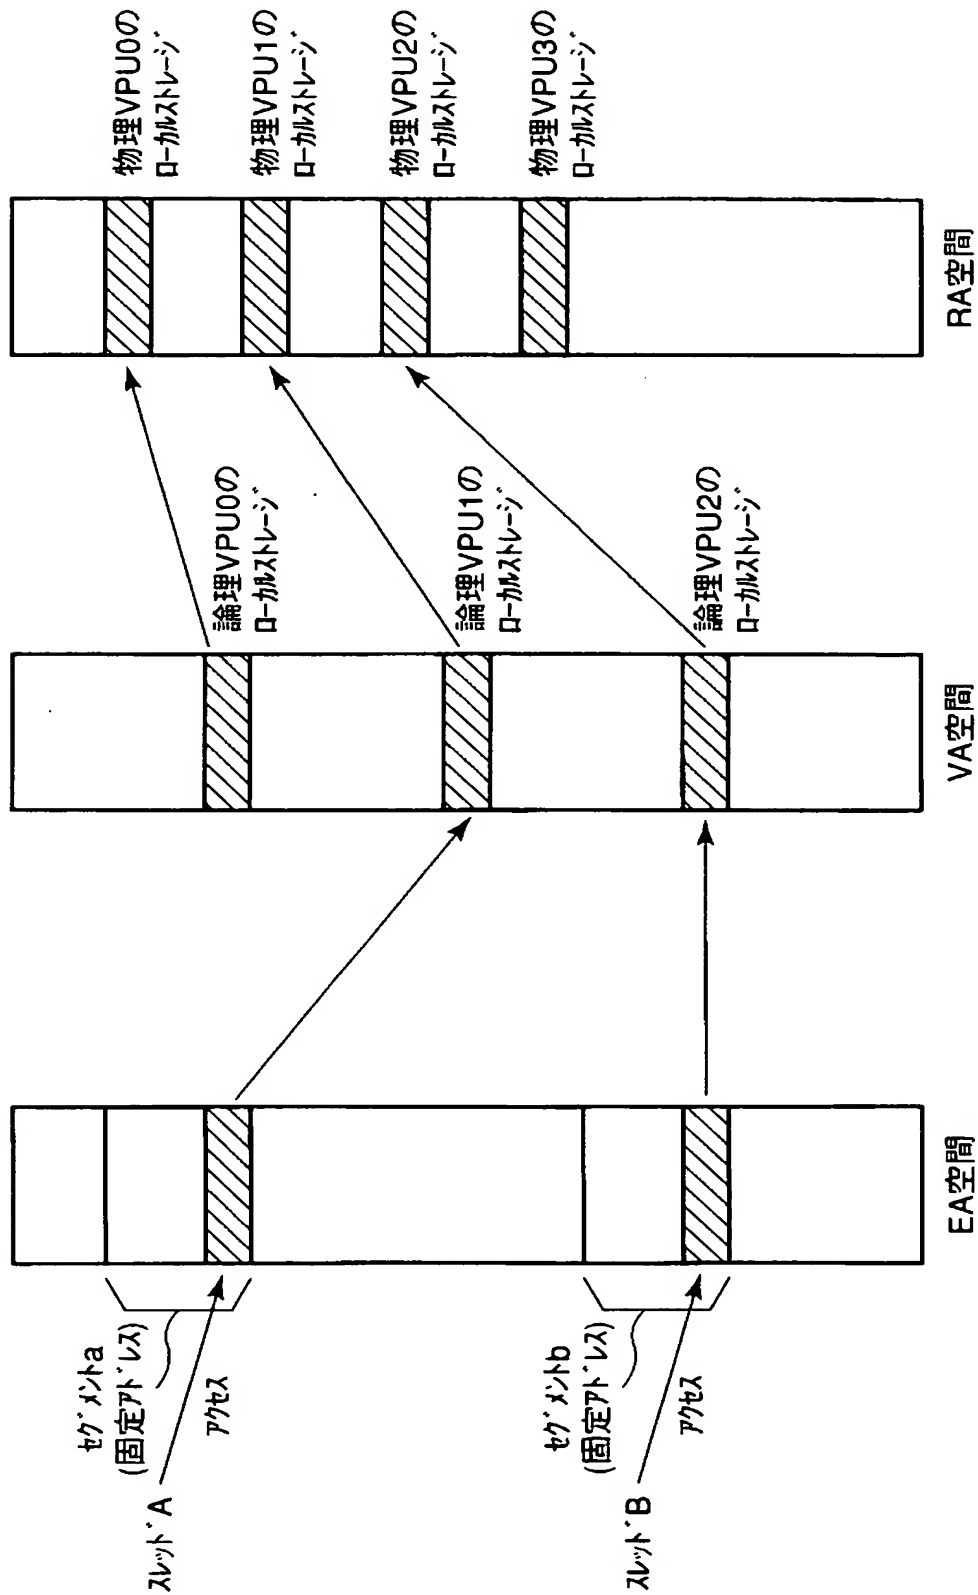 セグメントa
(固定アドレス)
スレッドA
アクセス
セグメントb
(固定アドレス)
スレッドB
アクセス
EA空間
論理VPU0の
ローカルストレージ
論理VPU1の
ローカルストレージ
論理VPU2の
ローカルストレージ
VA空間
物理VPU0の
ローカルストレージ
物理VPU1の
ローカルストレージ
物理VPU2の
ローカルストレージ
物理VPU3の
ローカルストレージ
RA空間